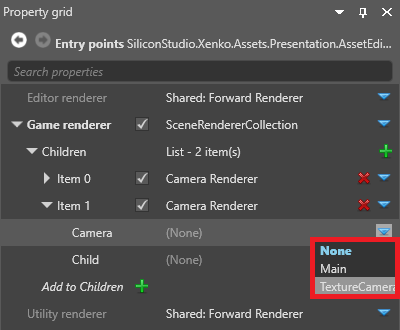 Property grid
Entry points SiliconStudio.Xenko.Assets.Presentation.AssetEdi...
Search properties
Editor renderer Shared: Forward Renderer
Game renderer SceneRendererCollection
Children List - 2 item(s)
Item 0 Camera Renderer
Item 1 Camera Renderer
Camera (None)
None
Child (None)
Main
Add to Children
TextureCamera
Utility renderer Shared: Forward Renderer